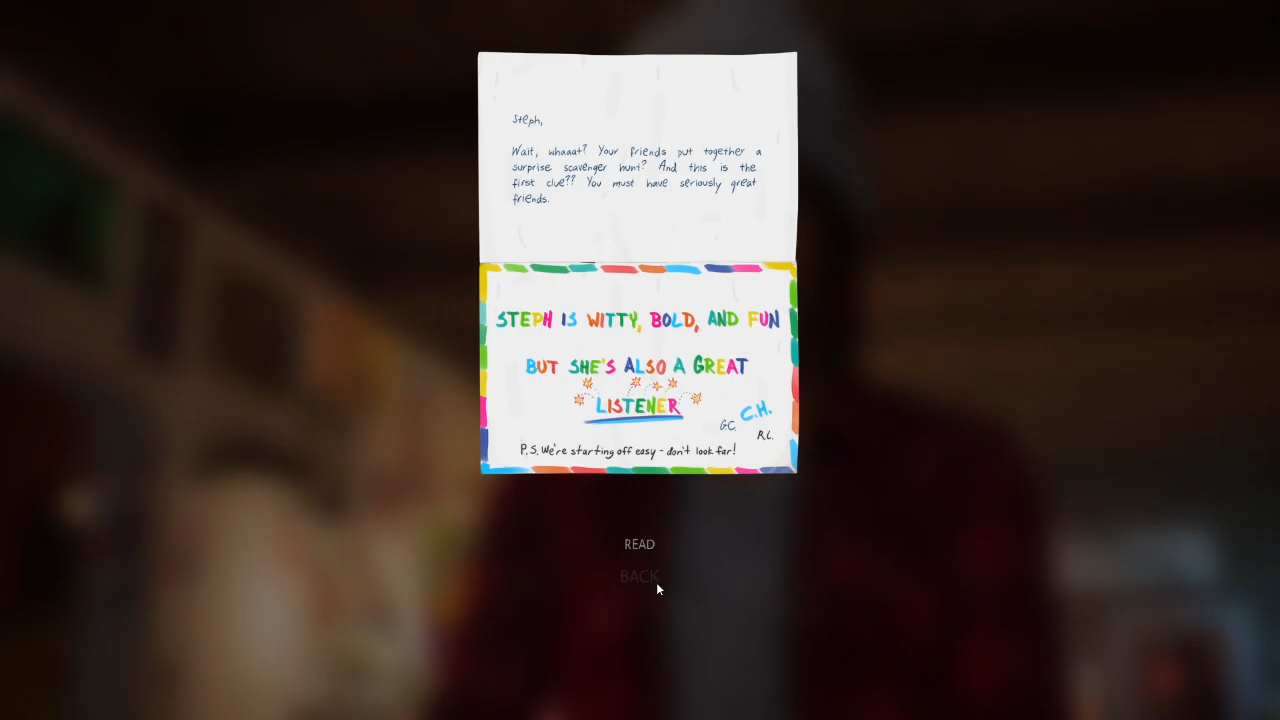 Steph,
Wait, whaaat? Your friends put together a
surprise scavenger hunt? And this is the
first clue?? You must have seriously great
friends.
STEPH IS WITTY, BOLD, AND FUN
BUT SHE'S ALSO A GREAT
LISTENER
G.C. C.H.
R.L.
P.S. We're starting off easy - don't look far!
READ
BACK